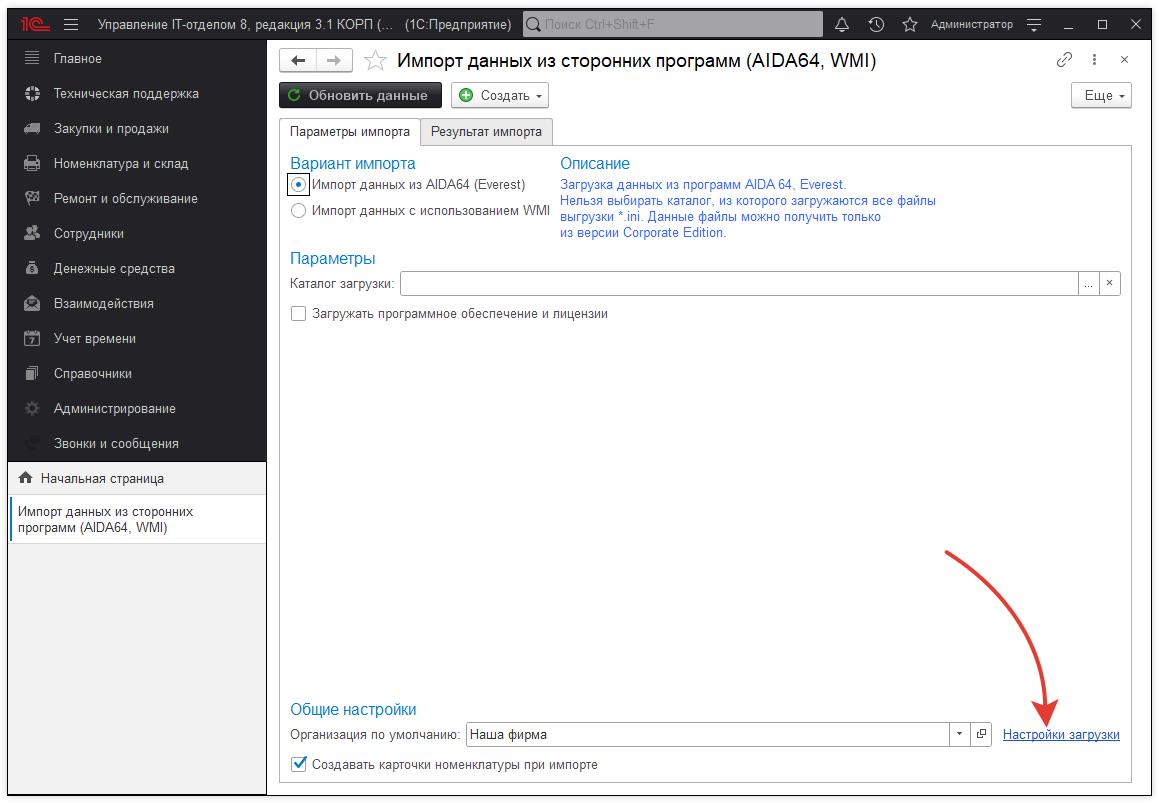 1С Управление IT-отделом 8, редакция 3.1 КОРП (... (1С:Предприятие) Поиск Ctrl+Shift+F Администратор
Главное
Техническая поддержка
Закупки и продажи
Номенклатура и склад
Ремонт и обслуживание
Сотрудники
Денежные средства
Взаимодействия
7 Учет времени
Справочники
Администрирование
Звонки и сообщения
Начальная страница
Импорт данных из сторонних
программ (AIDA64, WMI)
Импорт данных из сторонних программ (AIDA64, WMI)
Обновить данные Создать Еще
Параметры импорта Результат импорта
Вариант импорта
Импорт данных из AIDA64 (Everest)
Импорт данных с использованием WMI
Описание
Загрузка данных из программ AIDA 64, Everest.
Нельзя выбирать каталог, из которого загружаются все файлы
выгрузки *.ini. Данные файлы можно получить только
из версии Corporate Edition.
Параметры
Каталог загрузки: ... ×
Загружать программное обеспечение и лицензии
Общие настройки
Организация по умолчанию: Наша фирма Настройки загрузки
Создавать карточки номенклатуры при импорте